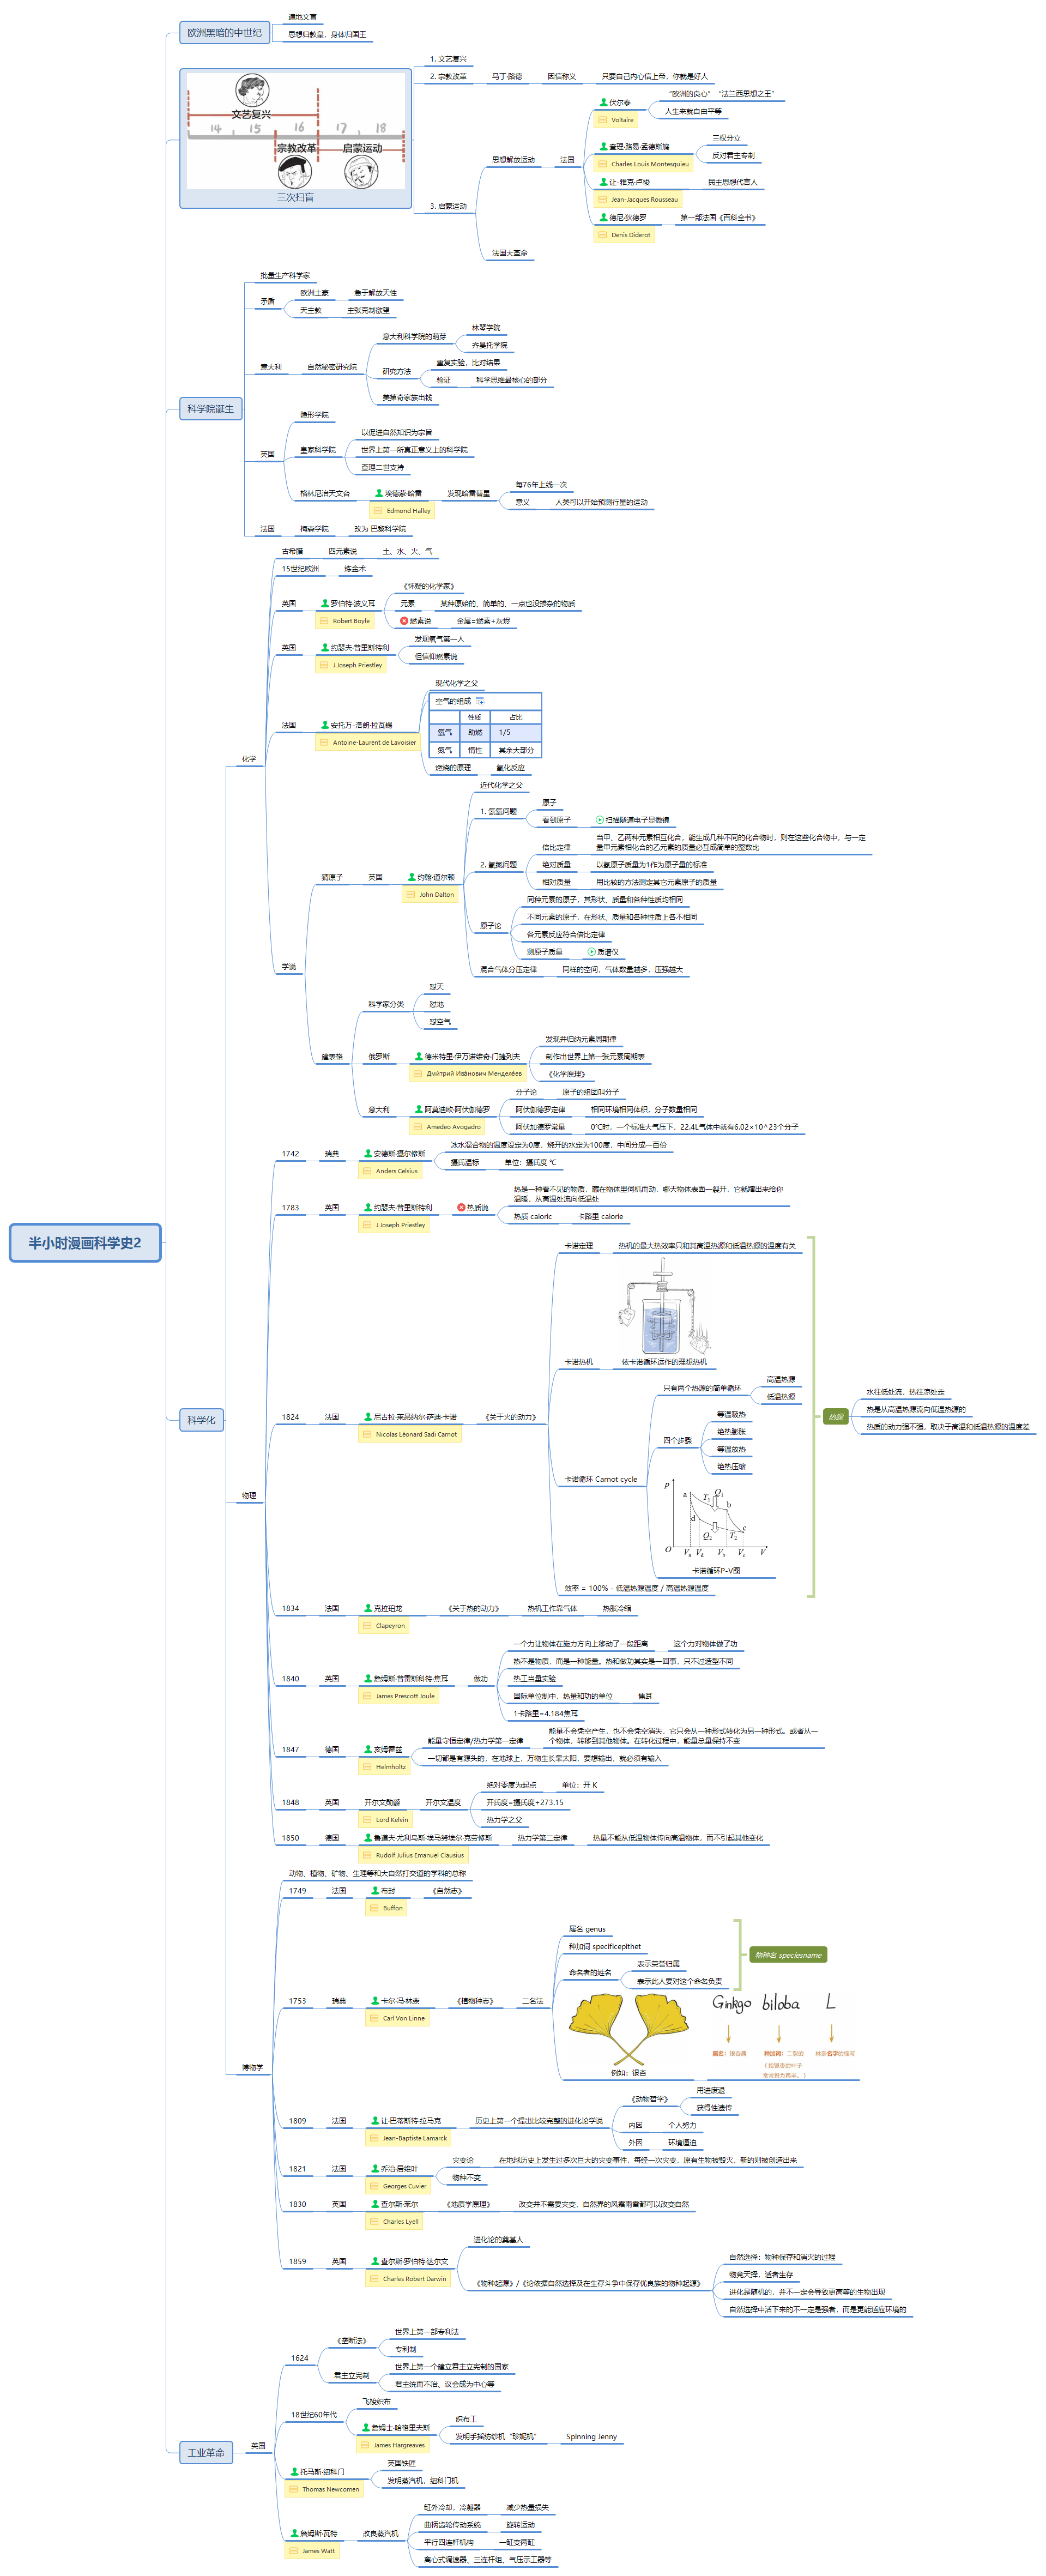 半小时漫画科学史2
欧洲黑暗的中世纪
遍地文盲
思想归教皇，身体归国王
文艺复兴
14 15 16 17 18
宗教改革
启蒙运动
三次扫盲
1. 文艺复兴
2. 宗教改革
马丁·路德
因信称义
只要自己内心信上帝，你就是好人
3. 启蒙运动
思想解放运动
法国
伏尔泰
Voltaire
“欧洲的良心” “法兰西思想之王”
人生来就自由平等
查理·路易·孟德斯鸠
Charles Louis Montesquieu
三权分立
反对君主专制
让-雅克·卢梭
Jean-Jacques Rousseau
民主思想代言人
德尼·狄德罗
Denis Diderot
第一部法国《百科全书》
法国大革命
科学院诞生
批量生产科学家
矛盾
欧洲土豪
急于解放天性
天主教
主张克制欲望
意大利
自然秘密研究院
意大利科学院的萌芽
林琴学院
齐曼托学院
研究方法
重复实验，比对结果
验证
科学思维最核心的部分
美第奇家族出钱
英国
隐形学院
皇家科学院
以促进自然知识为宗旨
世界上第一所真正意义上的科学院
查理二世支持
格林尼治天文台
埃德蒙·哈雷
Edmond Halley
发现哈雷彗星
每76年上线一次
意义
人类可以开始预测行星的运动
法国
梅森学院
改为 巴黎科学院
科学化
化学
古希腊
四元素说
土、水、火、气
15世纪欧洲
炼金术
英国
罗伯特·波义耳
Robert Boyle
《怀疑的化学家》
元素
某种原始的、简单的、一点也没掺杂的物质
燃素说
金属=燃素+灰烬
英国
约瑟夫·普里斯特利
J.Joseph Priestley
发现氧气第一人
但信仰燃素说
法国
安托万-洛朗·拉瓦锡
Antoine-Laurent de Lavoisier
现代化学之父
空气的组成
性质 占比
氧气 助燃 1/5
氮气 惰性 其余大部分
燃烧的原理
氧化反应
学说
猜原子
英国
约翰·道尔顿
John Dalton
近代化学之父
1. 氨氢问题
原子
看到原子
扫描隧道电子显微镜
2. 氨氮问题
倍比定律
当甲、乙两种元素相互化合，能生成几种不同的化合物时，则在这些化合物中，与一定
量甲元素相化合的乙元素的质量必互成简单的整数比
绝对质量
以氢原子质量为1作为原子量的标准
相对质量
用比较的方法测定其它元素原子的质量
原子论
同种元素的原子，其形状、质量和各种性质均相同
不同元素的原子，在形状、质量和各种性质上各不相同
各元素反应符合倍比定律
测原子质量
质谱仪
混合气体分压定律
同样的空间，气体数量越多，压强越大
建表格
科学家分类
怼天
怼地
怼空气
俄罗斯
德米特里·伊万诺维奇·门捷列夫
Дми́трий Ива́нович Менделе́ев
发现并归纳元素周期律
制作出世界上第一张元素周期表
《化学原理》
意大利
阿莫迪欧·阿伏伽德罗
Amedeo Avogadro
分子论
原子的组团叫分子
阿伏伽德罗定律
相同环境相同体积，分子数量相同
阿伏加德罗常量
0℃时，一个标准大气压下，22.4L气体中就有6.02×10^23个分子
物理
1742
瑞典
安德斯·摄尔修斯
Anders Celsius
冰水混合物的温度设定为0度，烧开的水定为100度，中间分成一百份
摄氏温标
单位：摄氏度 ℃
1783
英国
约瑟夫·普里斯特利
J.Joseph Priestley
热质说
热是一种看不见的物质，藏在物体里伺机而动，哪天物体表面一裂开，它就蹿出来给你
温暖，从高温处流向低温处
热质 caloric
卡路里 calorie
1824
法国
尼古拉·莱昂纳尔·萨迪·卡诺
Nicolas Léonard Sadi Carnot
《关于火的动力》
卡诺定理
热机的最大热效率只和其高温热源和低温热源的温度有关
卡诺热机
依卡诺循环运作的理想热机
卡诺循环 Carnot cycle
只有两个热源的简单循环
高温热源
低温热源
四个步骤
等温吸热
绝热膨胀
等温放热
绝热压缩
p
a T1 Q1
b
d
Q2 T2 c
O Va Vd Vb Vc V
卡诺循环P-V图
效率 = 100% - 低温热源温度 / 高温热源温度
热源
水往低处流，热往凉处走
热是从高温热源流向低温热源的
热质的动力强不强，取决于高温和低温热源的温度差
1834
法国
克拉珀龙
Clapeyron
《关于热的动力》
热机工作靠气体
热胀冷缩
1840
英国
詹姆斯·普雷斯科特·焦耳
James Prescott Joule
做功
一个力让物体在施力方向上移动了一段距离
这个力对物体做了功
热不是物质，而是一种能量。热和做功其实是一回事，只不过造型不同
热工当量实验
国际单位制中，热量和功的单位
焦耳
1卡路里=4.184焦耳
1847
德国
亥姆霍兹
Helmholtz
能量守恒定律/热力学第一定律
能量不会凭空产生，也不会凭空消失，它只会从一种形式转化为另一种形式。或者从一
个物体，转移到其他物体。在转化过程中，能量总量保持不变
一切都是有源头的，在地球上，万物生长靠太阳，要想输出，就必须有输入
1848
英国
开尔文勋爵
Lord Kelvin
开尔文温度
绝对零度为起点
单位：开 K
开氏度=摄氏度+273.15
热力学之父
1850
德国
鲁道夫·尤利乌斯·埃马努埃尔·克劳修斯
Rudolf Julius Emanuel Clausius
热力学第二定律
热量不能从低温物体传向高温物体，而不引起其他变化
博物学
动物、植物、矿物、生理等和大自然打交道的学科的总称
1749
法国
布封
Buffon
《自然志》
1753
瑞典
卡尔·冯·林奈
Carl Von Linne
《植物种志》
二名法
属名 genus
种加词 specificepithet
命名者的姓名
表示荣誉归属
表示此人要对这个命名负责
物种名 speciesname
Ginkgo biloba L
属名：银杏属
种加词：二裂的
林奈名字的缩写
例如：银杏
1809
法国
让·巴蒂斯特·拉马克
Jean-Baptiste Lamarck
历史上第一个提出比较完整的进化论学说
《动物哲学》
用进废退
获得性遗传
内因
个人努力
外因
环境逼迫
1821
法国
乔治·居维叶
Georges Cuvier
灾变论
在地球历史上发生过多次巨大的灾变事件，每经一次灾变，原有生物被毁灭，新的则被创造出来
物种不变
1830
英国
查尔斯·莱尔
Charles Lyell
《地质学原理》
改变并不需要灾变，自然界的风霜雨雪都可以改变自然
1859
英国
查尔斯·罗伯特·达尔文
Charles Robert Darwin
进化论的奠基人
《物种起源》/《论依据自然选择及在生存斗争中保存优良族的物种起源》
自然选择：物种保存和消灭的过程
物竞天择，适者生存
进化是随机的，并不一定会导致更高等的生物出现
自然选择中活下来的不一定是强者，而是更能适应环境的
工业革命
英国
1624
《垄断法》
世界上第一部专利法
专利制
君主立宪制
世界上第一个建立君主立宪制的国家
君主统而不治、议会成为中心等
18世纪60年代
飞梭织布
詹姆士·哈格里夫斯
James Hargreaves
织布工
发明手摇纺纱机“珍妮机”
Spinning Jenny
托马斯·纽科门
Thomas Newcomen
英国铁匠
发明蒸汽机，纽科门机
詹姆斯·瓦特
James Watt
改良蒸汽机
缸外冷却，冷凝器
减少热量损失
曲柄齿轮传动系统
旋转运动
平行四连杆机构
一缸变两缸
离心式调速器、三连杆组、气压示工器等